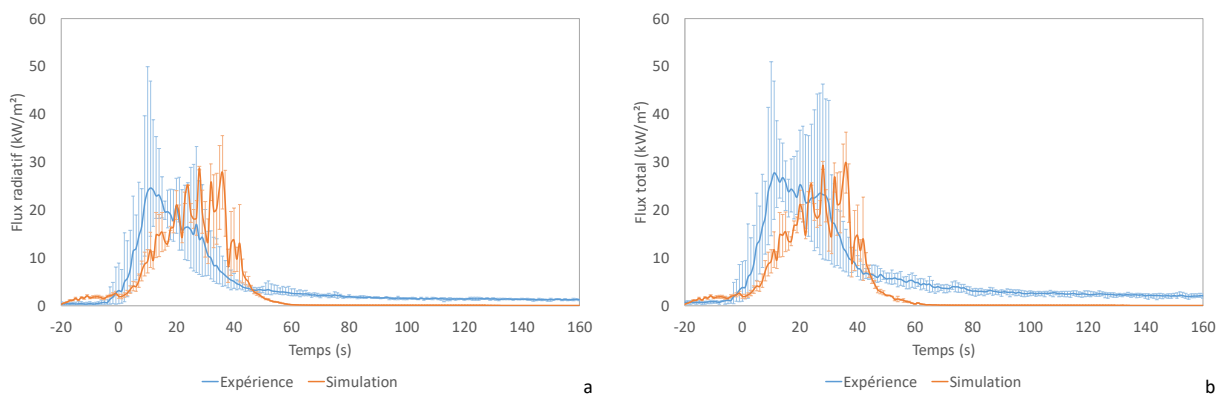 60
50
40
30
20
10
0
Flux radiatif (kW/m²)
-20 0 20 40 60 80 100 120 140 160
Temps (s)
Expérience Simulation
a
60
50
40
30
20
10
0
Flux total (kW/m²)
-20 0 20 40 60 80 100 120 140 160
Temps (s)
Expérience Simulation
b